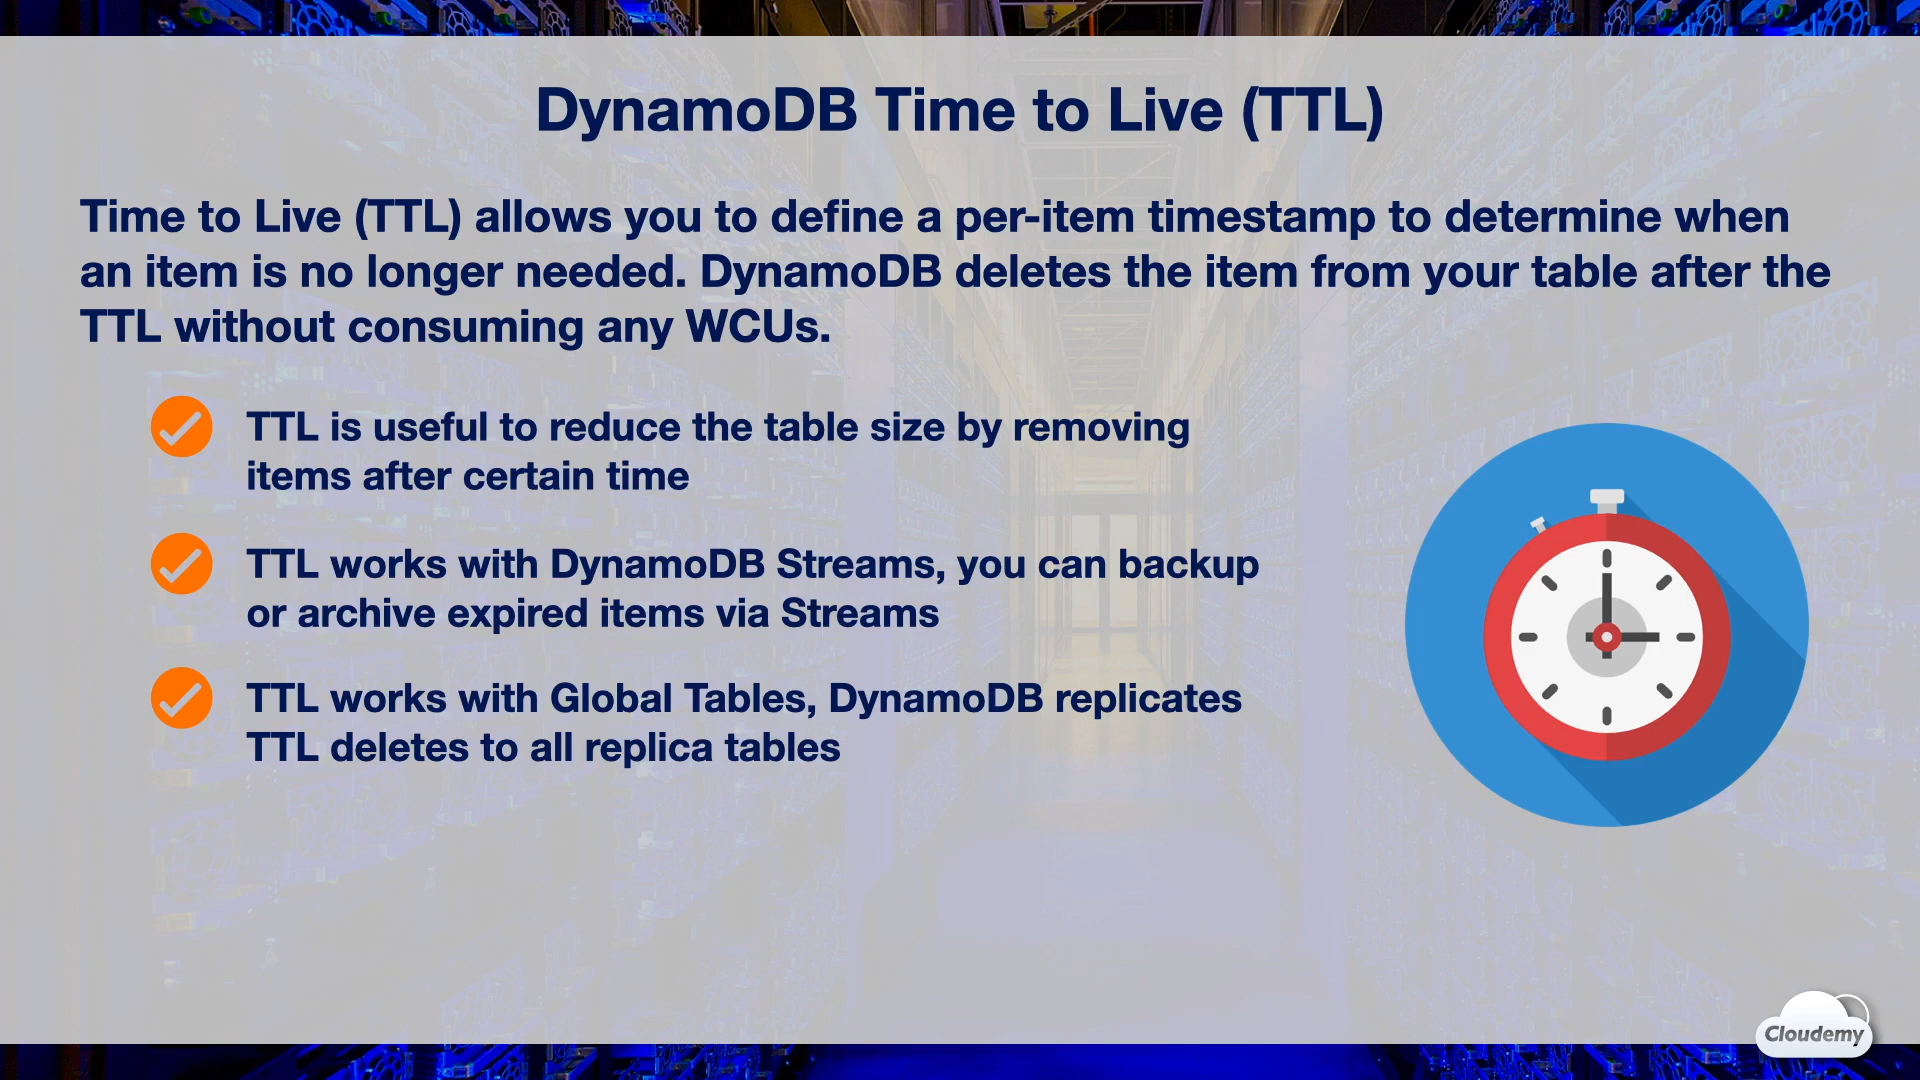 DynamoDB Time to Live (TTL)
Time to Live (TTL) allows you to define a per-item timestamp to determine when
an item is no longer needed. DynamoDB deletes the item from your table after the
TTL without consuming any WCUs.
TTL is useful to reduce the table size by removing
items after certain time
TTL works with DynamoDB Streams, you can backup
or archive expired items via Streams
TTL works with Global Tables, DynamoDB replicates
TTL deletes to all replica tables
Cloudemy